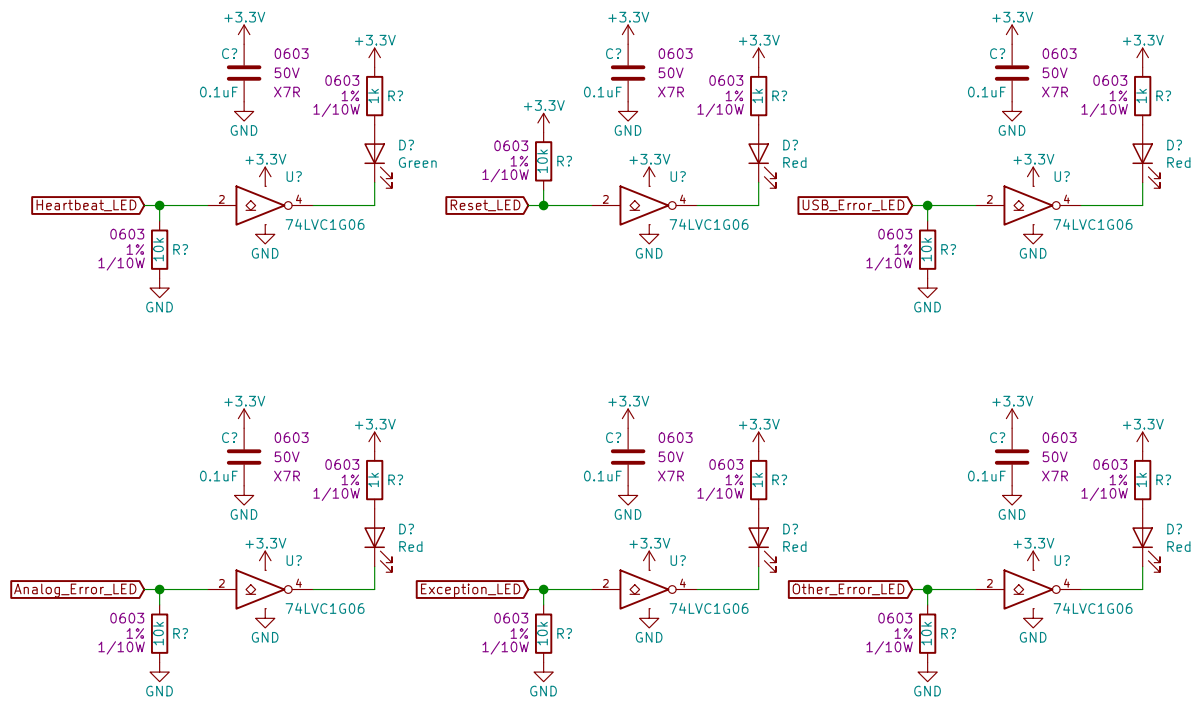 +3.3V
C?
0.1uF
0603
50V
X7R
GND
+3.3V
0603
1%
1/10W
1k
R?
D?
Green
Heartbeat_LED
2
+3.3V
U?
4
74LVC1G06
GND
0603
1%
1/10W
10k
R?
GND
+3.3V
C?
0.1uF
0603
50V
X7R
GND
+3.3V
0603
1%
1/10W
1k
R?
D?
Red
+3.3V
0603
1%
1/10W
10k
R?
Reset_LED
2
+3.3V
U?
4
74LVC1G06
GND
+3.3V
C?
0.1uF
0603
50V
X7R
GND
+3.3V
0603
1%
1/10W
1k
R?
D?
Red
USB_Error_LED
2
+3.3V
U?
4
74LVC1G06
GND
0603
1%
1/10W
10k
R?
GND
+3.3V
C?
0.1uF
0603
50V
X7R
GND
+3.3V
0603
1%
1/10W
1k
R?
D?
Red
Analog_Error_LED
2
+3.3V
U?
4
74LVC1G06
GND
0603
1%
1/10W
10k
R?
GND
+3.3V
C?
0.1uF
0603
50V
X7R
GND
+3.3V
0603
1%
1/10W
1k
R?
D?
Red
Exception_LED
2
+3.3V
U?
4
74LVC1G06
GND
0603
1%
1/10W
10k
R?
GND
+3.3V
C?
0.1uF
0603
50V
X7R
GND
+3.3V
0603
1%
1/10W
1k
R?
D?
Red
Other_Error_LED
2
+3.3V
U?
4
74LVC1G06
GND
0603
1%
1/10W
10k
R?
GND